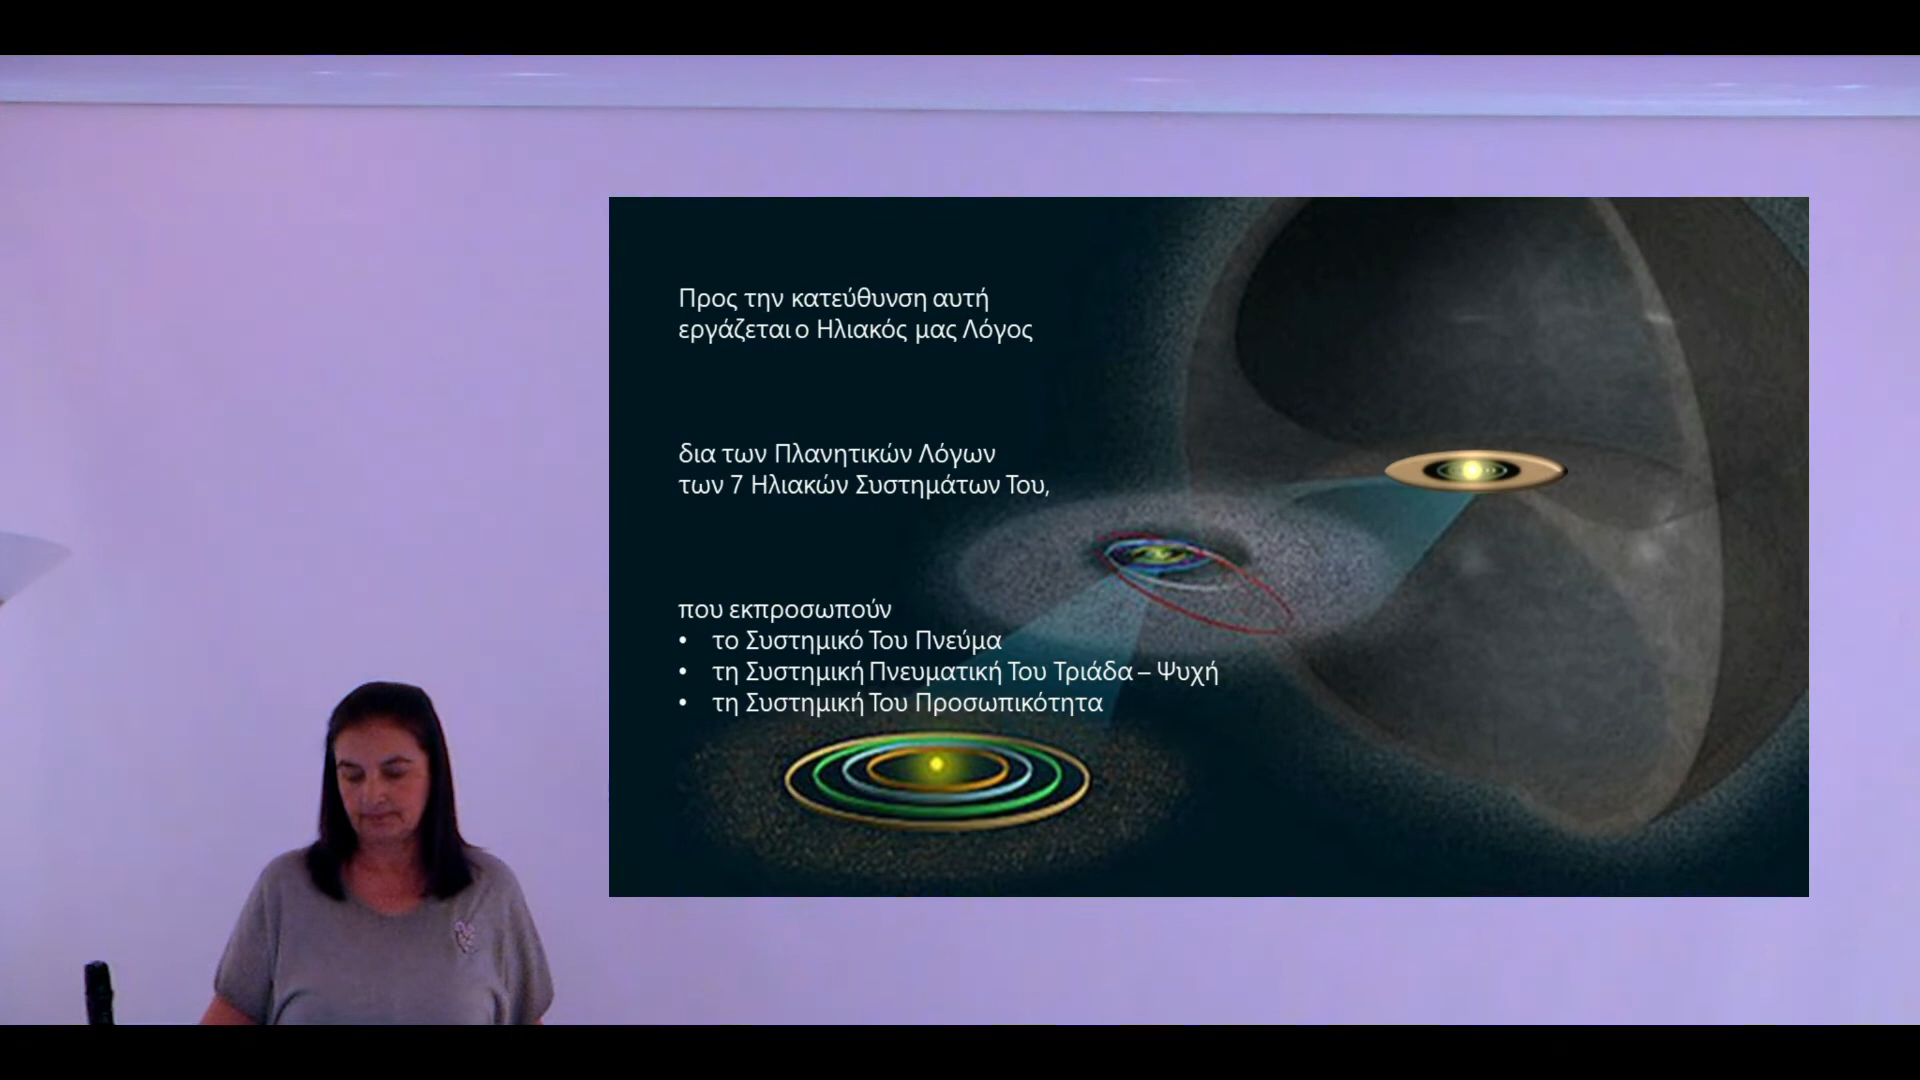 Προς την κατεύθυνση αυτή
εργάζεται ο Ηλιακός μας Λόγος
δια των Πλανητικών Λόγων
των 7 Ηλιακών Συστημάτων Του,
που εκπροσωπούν
• το Συστημικό Του Πνεύμα
• τη Συστημική Πνευματική Του Τριάδα – Ψυχή
• τη Συστημική Του Προσωπικότητα